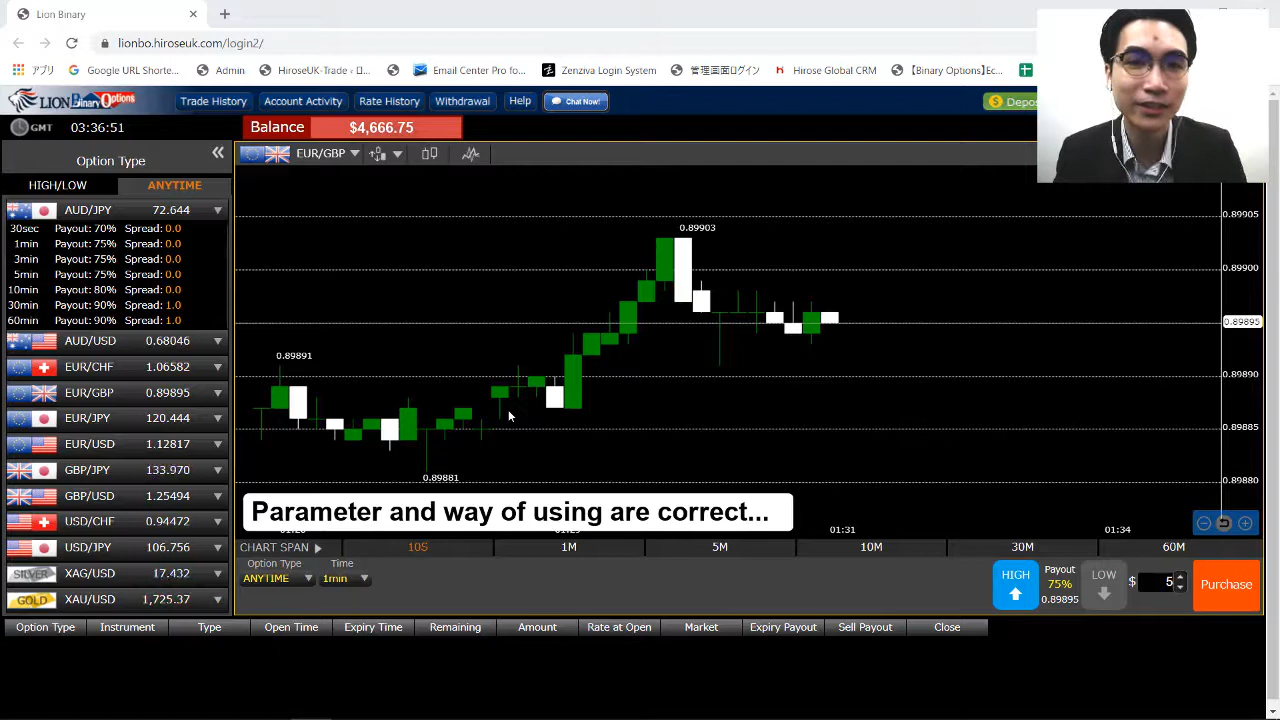 Lion Binary
lionbo.hiroseuk.com/login2/
アプリ Google URL Shorte... Admin HiroseUK-Trade ‹ ロ... Email Center Pro fo... Zenziva Login System 管理画面ログイン Hirose Global CRM 【Binary Options】Ec...
LION Binary Options Trade History Account Activity Rate History Withdrawal Help Chat Now! $ Depos
GMT 03:36:51 Balance $4,666.75
Option Type «
EUR/GBP
HIGH/LOW ANYTIME
AUD/JPY 72.644
30sec Payout: 70% Spread: 0.0
1min Payout: 75% Spread: 0.0
3min Payout: 75% Spread: 0.0
5min Payout: 75% Spread: 0.0
10min Payout: 80% Spread: 0.0
30min Payout: 90% Spread: 1.0
60min Payout: 90% Spread: 1.0
AUD/USD
EUR/CHF 1.06582
EUR/GBP 0.89895
EUR/JPY 120.444
EUR/USD 1.12817
GBP/JPY 133.970
GBP/USD
USD/CHF
USD/JPY 106.756
SILVER XAG/USD 17.432
GOLD XAU/USD 1,725.37
0.89903
0.89891
0.89881
0.89905
0.89900
0.89895
0.89890
0.89885
0.89880
Parameter and way of using are correct...
01:31 01:34
CHART SPAN 10S 1M 5M 10M 30M 60M
Option Type Time
ANYTIME 1min
HIGH Payout 75% 0.89895 LOW $ 5 Purchase
Option Type Instrument Type Open Time Expiry Time Remaining Amount Rate at Open Market Expiry Payout Sell Payout Close